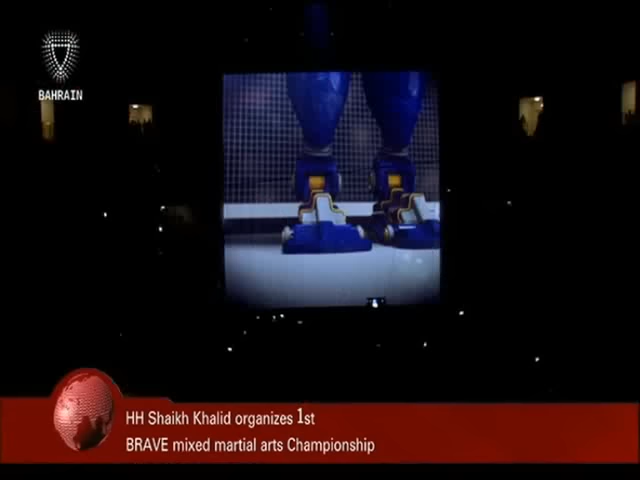 BAHRAIN
HH Shaikh Khalid organizes 1st
BRAVE mixed martial arts Championship